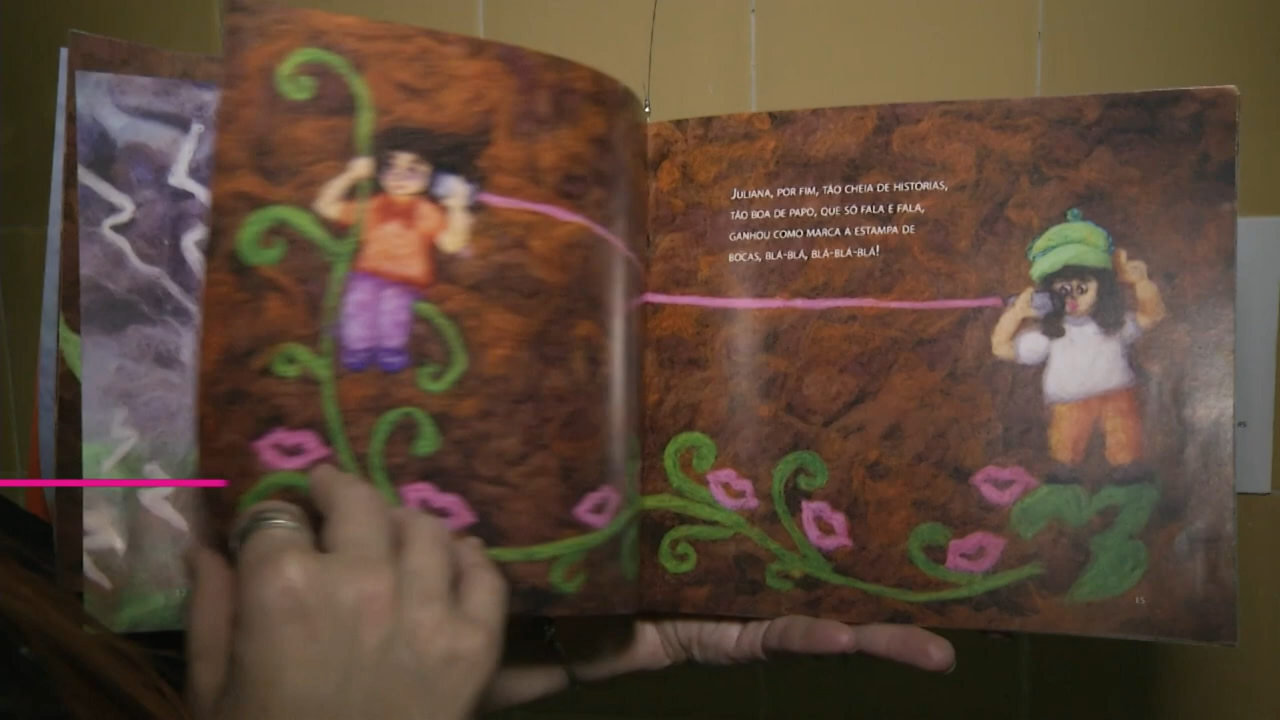 JULIANA, POR FIM, TÃO CHEIA DE HISTÓRIAS,
TÃO BOA DE PAPO, QUE SÓ FALA E FALA,
GANHOU COMO MARCA A ESTAMPA DE
BOCAS, BLÁ-BLÁ, BLÁ-BLÁ-BLÁ!
15